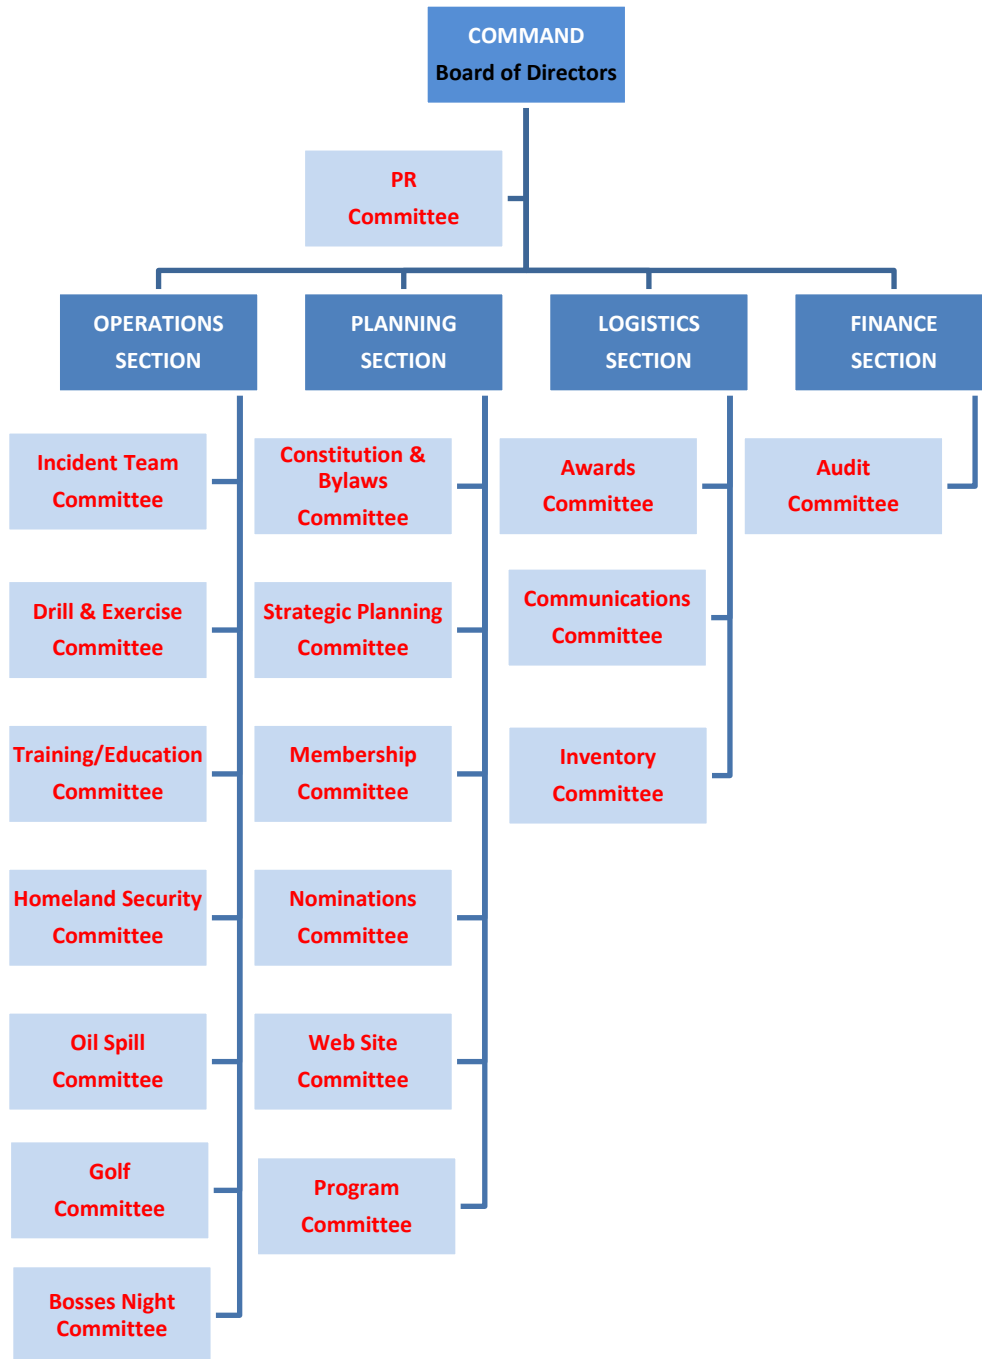 COMMAND
Board of Directors
PR
Committee
OPERATIONS
SECTION
PLANNING
SECTION
LOGISTICS
SECTION
FINANCE
SECTION
Incident Team
Committee
Drill & Exercise
Committee
Training/Education
Committee
Homeland Security
Committee
Oil Spill
Committee
Golf
Committee
Bosses Night
Committee
Constitution &
Bylaws
Committee
Strategic Planning
Committee
Membership
Committee
Nominations
Committee
Web Site
Committee
Program
Committee
Awards
Committee
Communications
Committee
Inventory
Committee
Audit
Committee